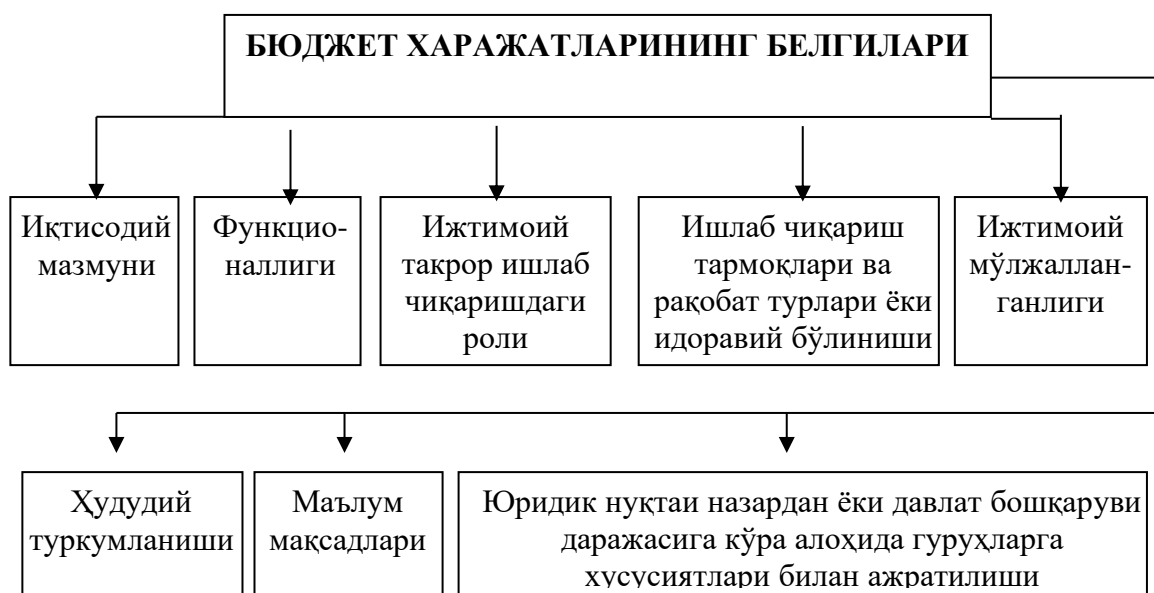 БЮДЖЕТ ХАРАЖАТЛАРИНИНГ БЕЛГИЛАРИ
Иқтисодий
мазмуни
Функцио-
наллиги
Ижтимоий
такрор ишлаб
чиқаришдаги
роли
Ишлаб чиқариш
тармоқлари ва
рақобат турлари ёки
идоравий бўлиниши
Ижтимоий
мўлжаллан-
ганлиги
Ҳудудий
туркумланиши
Маълум
мақсадлари
Юридик нуқтаи назардан ёки давлат бошқаруви
даражасига кўра алоҳида гуруҳларга
хусусиятлари билан ажратилиши